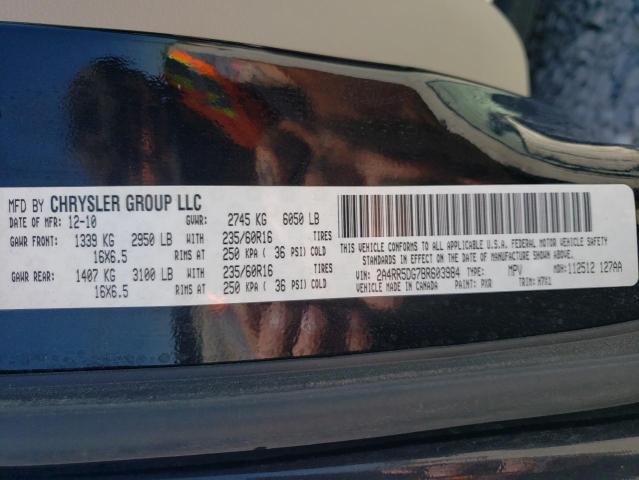 MFD BY CHRYSLER GROUP LLC
DATE OF MFR: 12-10 GVWR: 2745 KG 6050 LB
GAWR FRONT: 1339 KG 2950 LB WITH 235/60R16 TIRES
16X6.5 RIMS AT 250 KPA ( 36 PSI) COLD
GAWR REAR: 1407 KG 3100 LB WITH 235/60R16 TIRES
16X6.5 RIMS AT 250 KPA ( 36 PSI) COLD
THIS VEHICLE CONFORMS TO ALL APPLICABLE U.S.A. FEDERAL MOTOR VEHICLE SAFETY
STANDARDS IN EFFECT ON THE DATE OF MANUFACTURE SHOWN ABOVE.
VIN: 2A4RR5DG7BR603984 TYPE: MPV MDH: 112512 127AA
VEHICLE MADE IN CANADA PAINT: PXR TRIM: H7X1